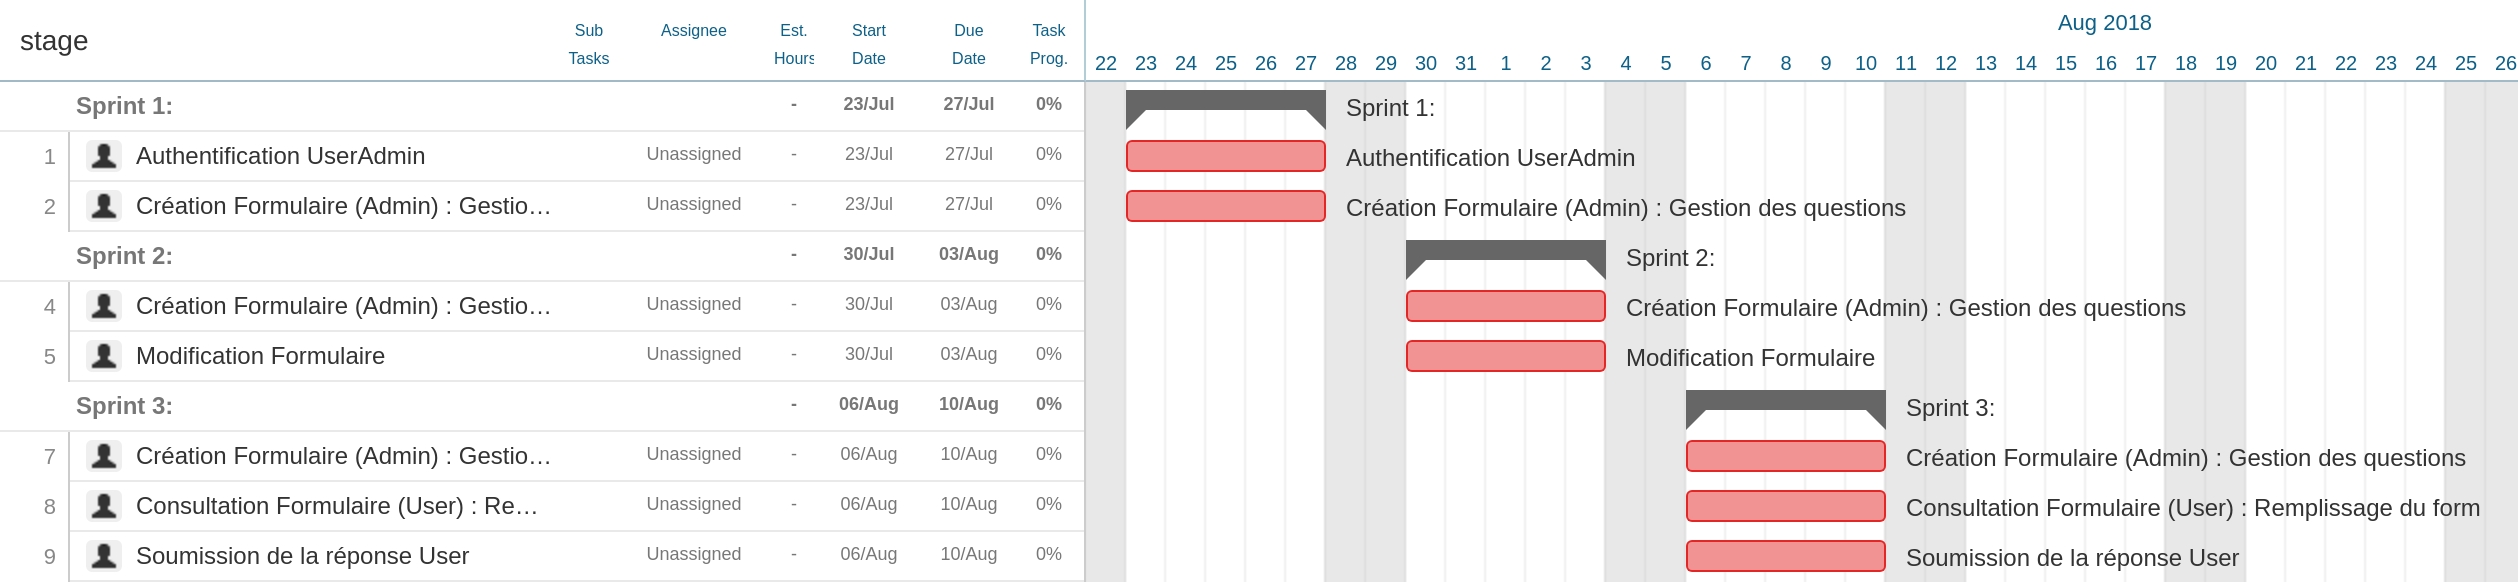 stage Sub Tasks Assignee Est. Hours Start Date Due Date Task Prog.
Aug 2018
22 23 24 25 26 27 28 29 30 31 1 2 3 4 5 6 7 8 9 10 11 12 13 14 15 16 17 18 19 20 21 22 23 24 25 26
Sprint 1: - 23/Jul 27/Jul 0% Sprint 1:
1 Authentification UserAdmin Unassigned - 23/Jul 27/Jul 0% Authentification UserAdmin
2 Création Formulaire (Admin) : Gestio… Unassigned - 23/Jul 27/Jul 0% Création Formulaire (Admin) : Gestion des questions
Sprint 2: - 30/Jul 03/Aug 0% Sprint 2:
4 Création Formulaire (Admin) : Gestio… Unassigned - 30/Jul 03/Aug 0% Création Formulaire (Admin) : Gestion des questions
5 Modification Formulaire Unassigned - 30/Jul 03/Aug 0% Modification Formulaire
Sprint 3: - 06/Aug 10/Aug 0% Sprint 3:
7 Création Formulaire (Admin) : Gestio… Unassigned - 06/Aug 10/Aug 0% Création Formulaire (Admin) : Gestion des questions
8 Consultation Formulaire (User) : Re… Unassigned - 06/Aug 10/Aug 0% Consultation Formulaire (User) : Remplissage du form
9 Soumission de la réponse User Unassigned - 06/Aug 10/Aug 0% Soumission de la réponse User